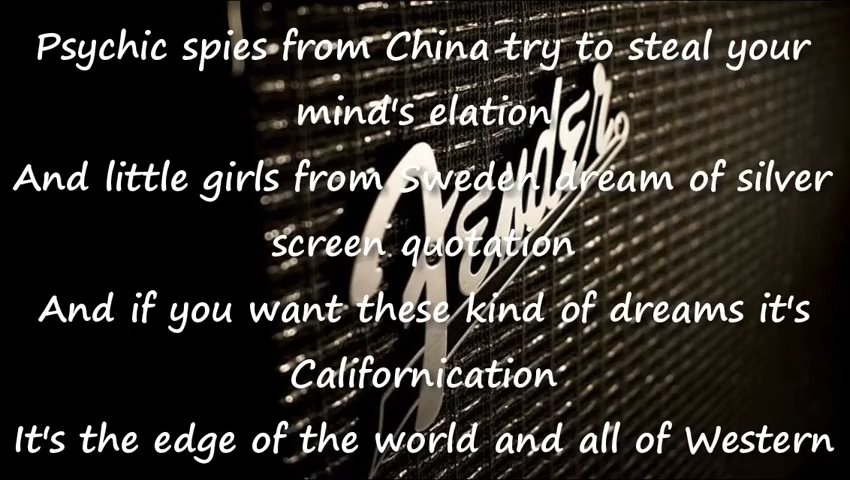 Psychic spies from China try to steal your
mind's elation
And little girls from Sweden dream of silver
screen quotation
And if you want these kind of dreams it's
Californication
It's the edge of the world and all of Western
Fender